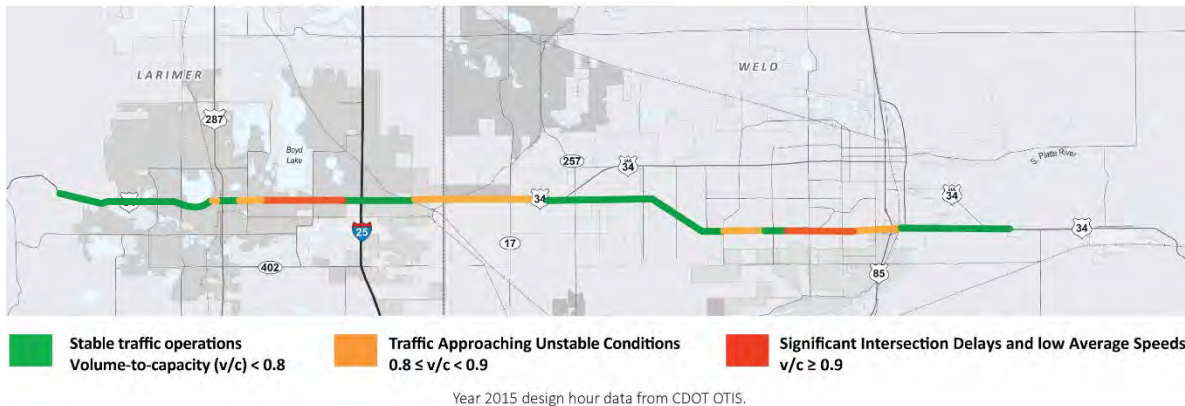 LARIMER
WELD
287
Boyd
Lake
257
34
S. Platte River
34
34
34
25
17
402
85
Stable traffic operations
Volume-to-capacity (v/c) < 0.8
Traffic Approaching Unstable Conditions
0.8 ≤ v/c < 0.9
Significant Intersection Delays and low Average Speeds
v/c ≥ 0.9
Year 2015 design hour data from CDOT OTIS.